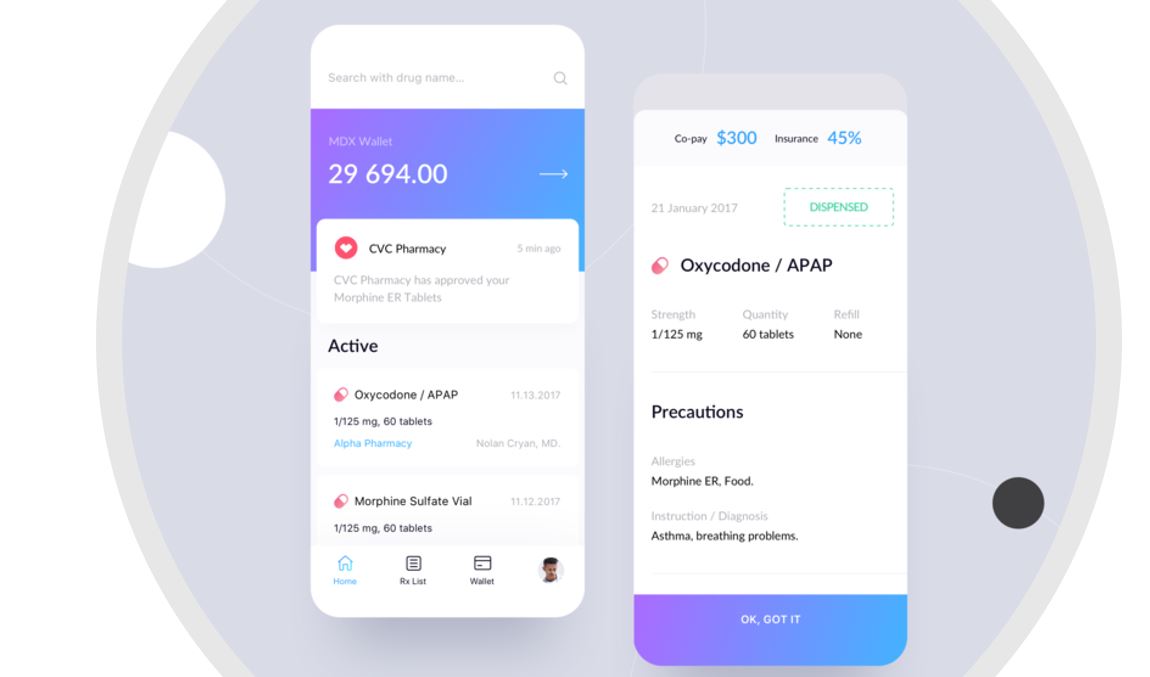 Search with drug name...
MDX Wallet
29 694.00
CVC Pharmacy 5 min ago
CVC Pharmacy has approved your
Morphine ER Tablets
Active
Oxycodone / APAP 11.13.2017
1/125 mg, 60 tablets
Alpha Pharmacy Nolan Cryan, MD.
Morphine Sulfate Vial 11.12.2017
1/125 mg, 60 tablets
Home Rx List Wallet
Co-pay $300 Insurance 45%
21 January 2017 DISPENSED
Oxycodone / APAP
Strength Quantity Refill
1/125 mg 60 tablets None
Precautions
Allergies
Morphine ER, Food.
Instruction / Diagnosis
Asthma, breathing problems.
OK, GOT IT